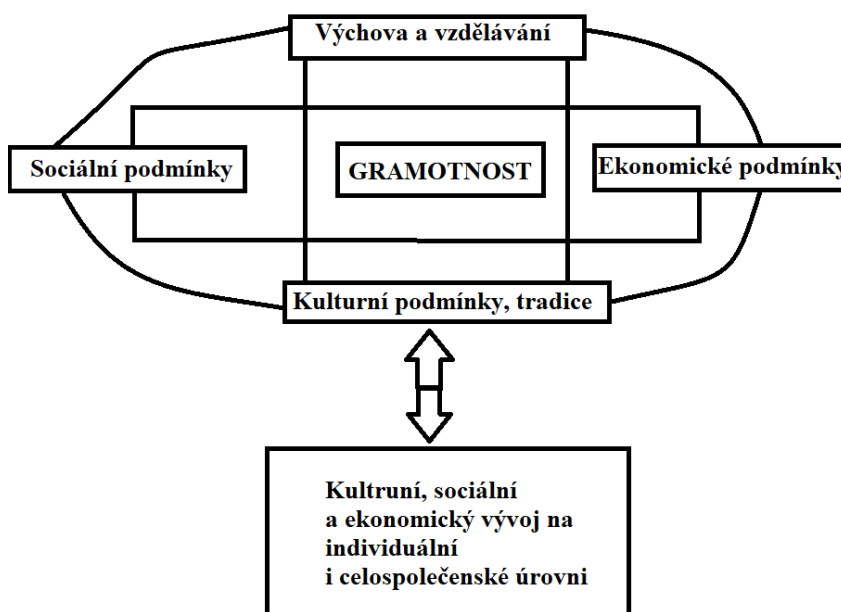 Výchova a vzdělávání
Sociální podmínky
GRAMOTNOST
Ekonomické podmínky
Kulturní podmínky, tradice
Kultruní, sociální
a ekonomický vývoj na
individuální
i celospolečenské úrovni